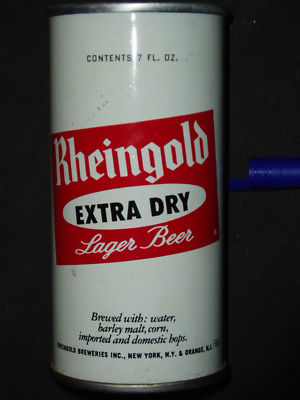 CONTENTS 7 FL. OZ.
Rheingold
EXTRA DRY
Lager Beer
Brewed with: water,
barley malt, corn,
imported and domestic hops.
RHEINGOLD BREWERIES INC., NEW YORK, N.Y. & ORANGE, N.J.